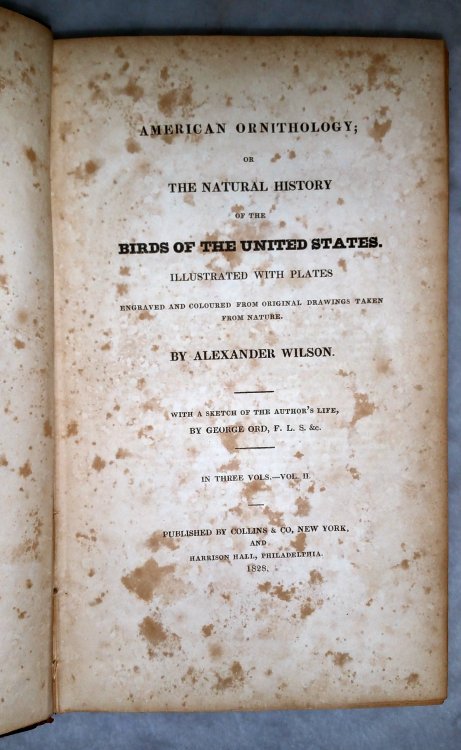 AMERICAN ORNITHOLOGY;
OR
THE NATURAL HISTORY
OF THE
BIRDS OF THE UNITED STATES.
ILLUSTRATED WITH PLATES
ENGRAVED AND COLOURED FROM ORIGINAL DRAWINGS TAKEN
FROM NATURE.
BY ALEXANDER WILSON.
WITH A SKETCH OF THE AUTHOR'S LIFE,
BY GEORGE ORD, F. L. S. &c.
IN THREE VOLS.—VOL. II.
PUBLISHED BY COLLINS & CO, NEW YORK,
AND
HARRISON HALL, PHILADELPHIA.
1828.